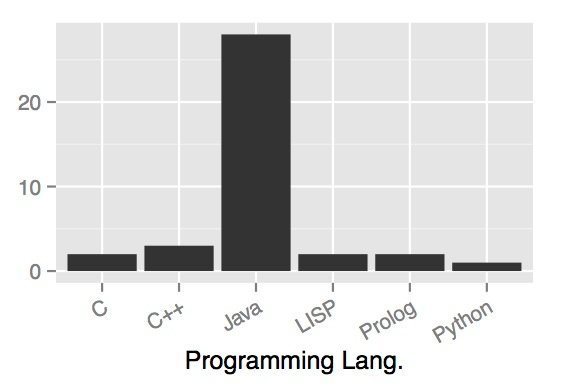 20
10
0
C
C++
Java
LISP
Prolog
Python
Programming Lang.